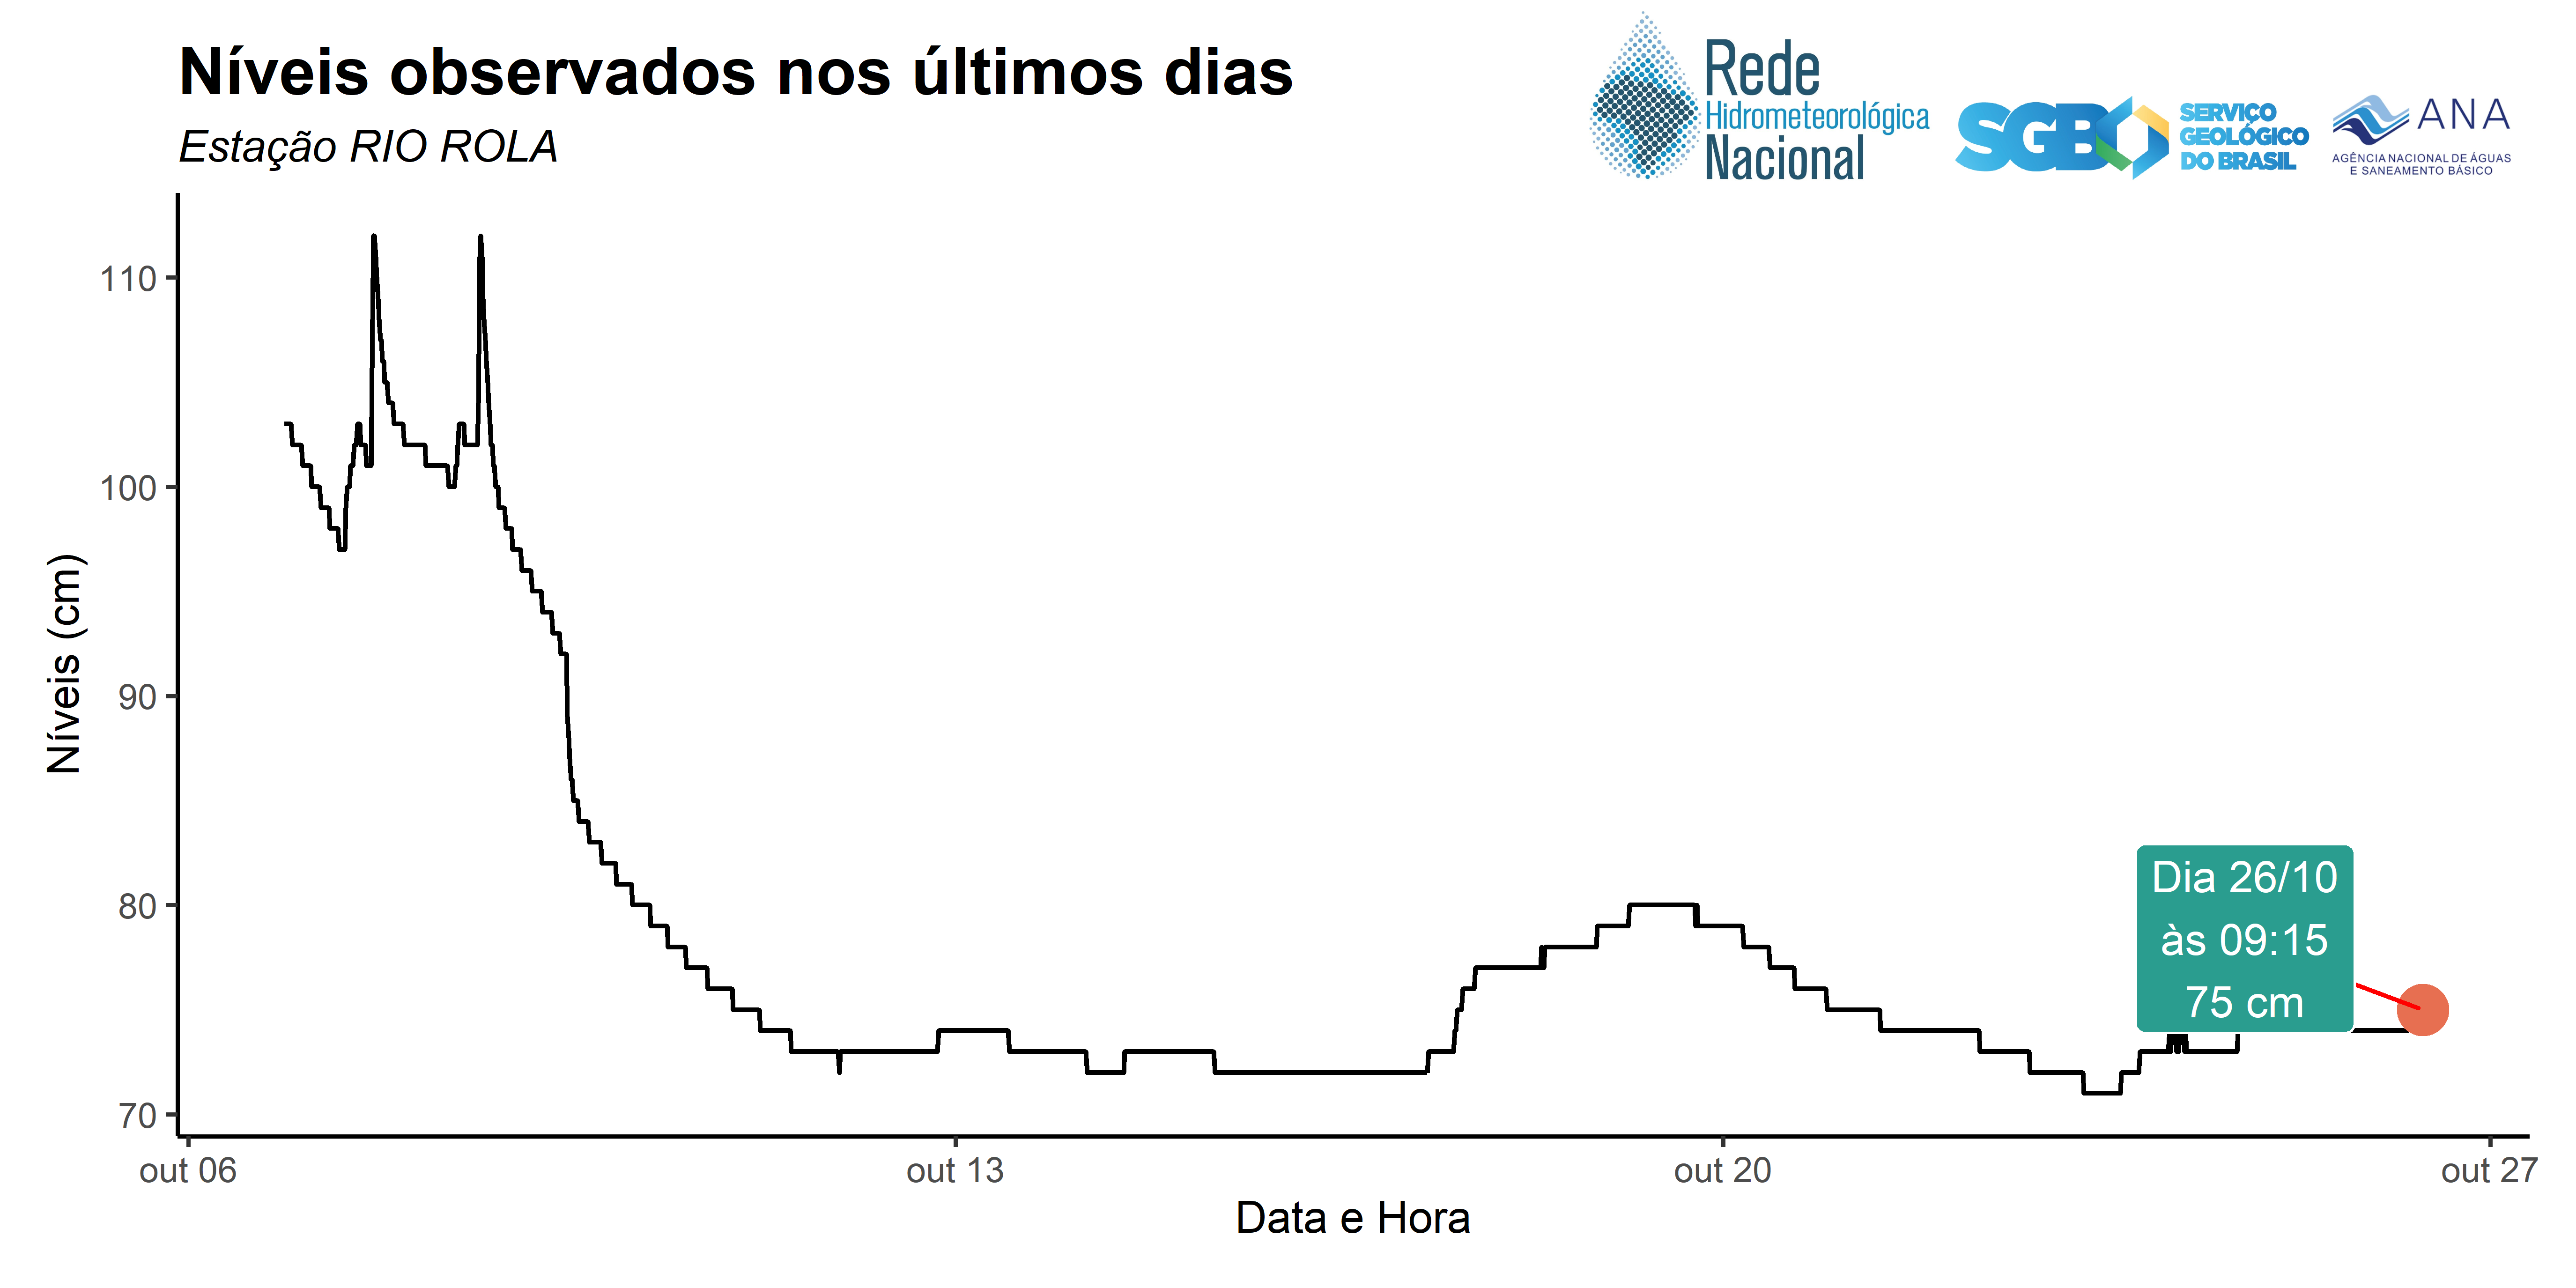 Níveis observados nos últimos dias
Estação RIO ROLA
Rede
Hidrometeorológica
Nacional
SGB
SERVIÇO
GEOLÓGICO
DO BRASIL
ANA
AGÊNCIA NACIONAL DE ÁGUAS
E SANEAMENTO BÁSICO
Níveis (cm)
110
100
90
80
70
Dia 26/10
às 09:15
75 cm
out 06
out 13
out 20
out 27
Data e Hora